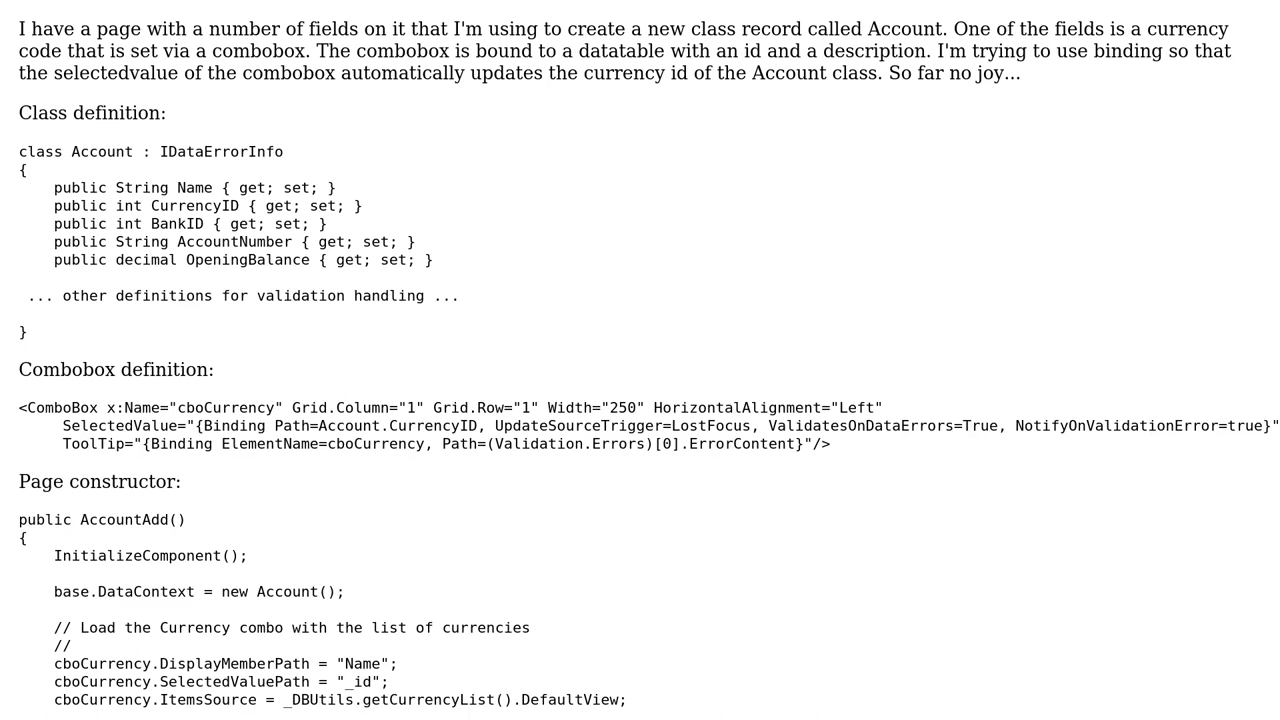 I have a page with a number of fields on it that I'm using to create a new class record called Account. One of the fields is a currency
code that is set via a combobox. The combobox is bound to a datatable with an id and a description. I'm trying to use binding so that
the selectedvalue of the combobox automatically updates the currency id of the Account class. So far no joy...
Class definition:
class Account : IDataErrorInfo
{
    public String Name { get; set; }
    public int CurrencyID { get; set; }
    public int BankID { get; set; }
    public String AccountNumber { get; set; }
    public decimal OpeningBalance { get; set; }
 ... other definitions for validation handling ...
}
Combobox definition:
<ComboBox x:Name="cboCurrency" Grid.Column="1" Grid.Row="1" Width="250" HorizontalAlignment="Left"
     SelectedValue="{Binding Path=Account.CurrencyID, UpdateSourceTrigger=LostFocus, ValidatesOnDataErrors=True, NotifyOnValidationError=true}"
     ToolTip="{Binding ElementName=cboCurrency, Path=(Validation.Errors)[0].ErrorContent}"/>
Page constructor:
public AccountAdd()
{
    InitializeComponent();
    base.DataContext = new Account();
    // Load the Currency combo with the list of currencies
    //
    cboCurrency.DisplayMemberPath = "Name";
    cboCurrency.SelectedValuePath = "_id";
    cboCurrency.ItemsSource = _DBUtils.getCurrencyList().DefaultView;